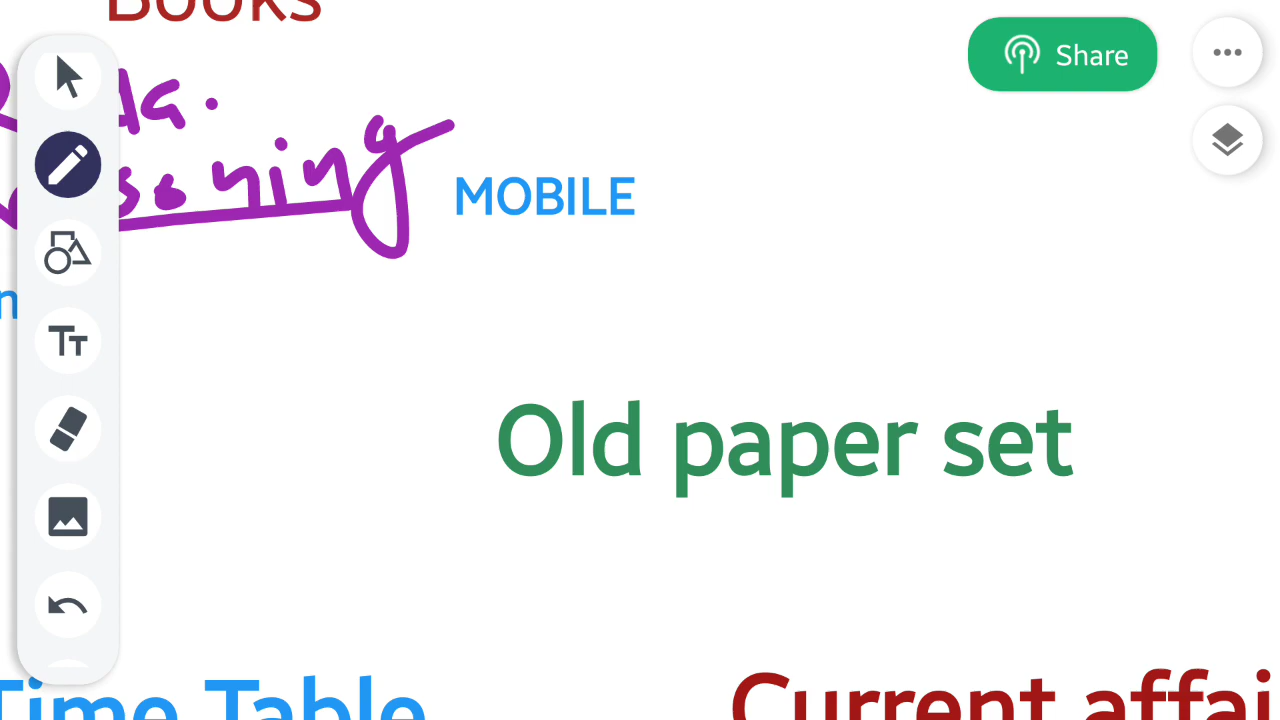 Books
Share
MOBILE
Old paper set
Time Table
Current affai